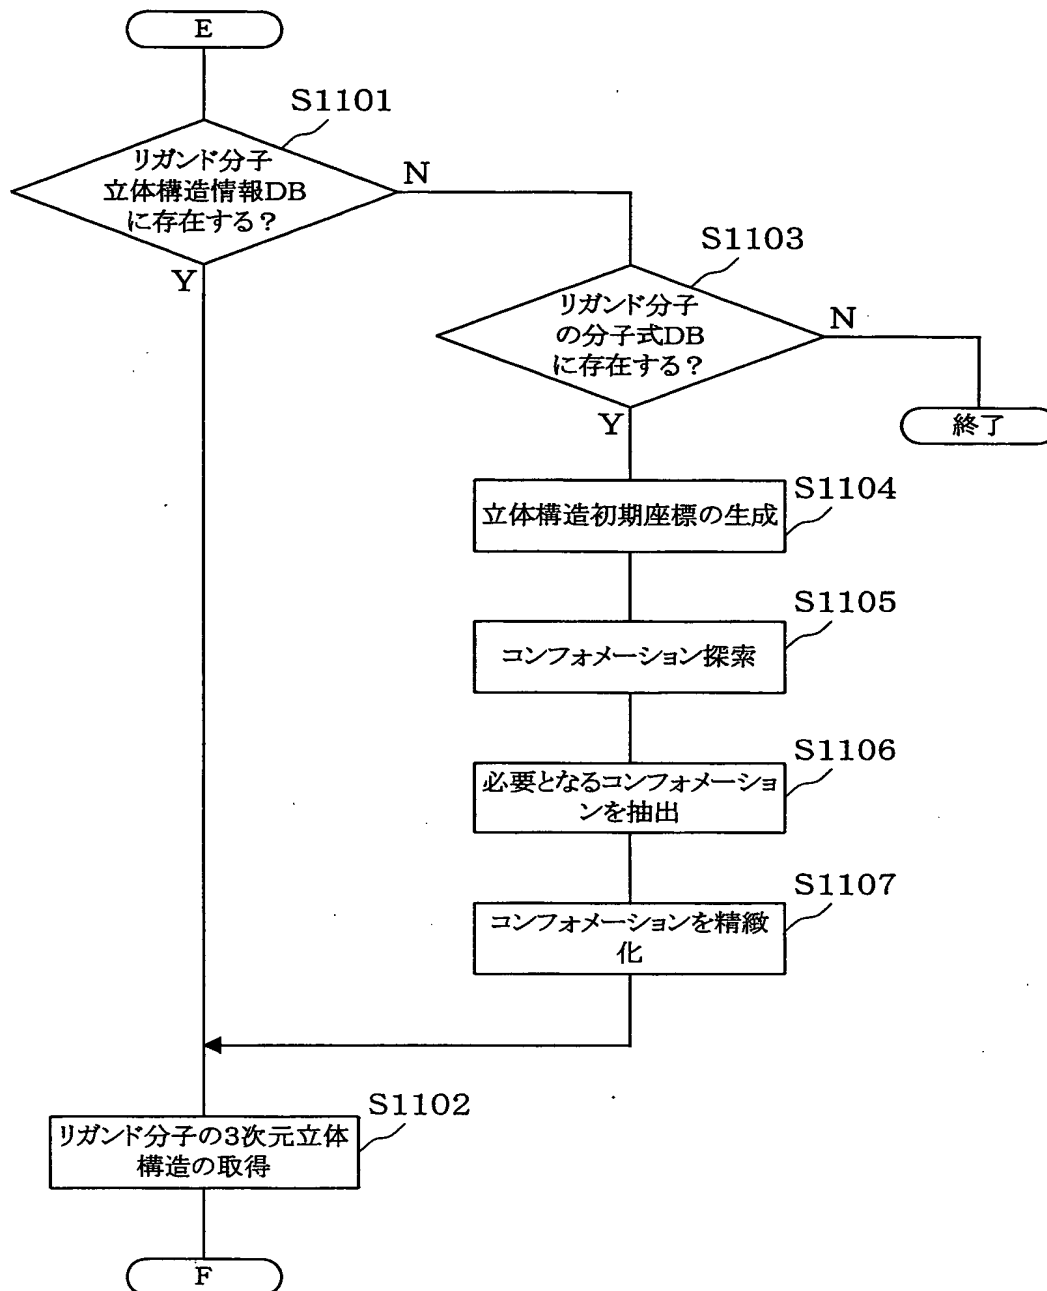 E
S1101
リガンド分子
立体構造情報DB
に存在する?
N
Y
S1103
リガンド分子
の分子式DB
に存在する?
N
Y
終了
S1104
立体構造初期座標の生成
S1105
コンフォメーション探索
S1106
必要となるコンフォメーショ
ンを抽出
S1107
コンフォメーションを精緻
化
S1102
リガンド分子の3次元立体
構造の取得
F